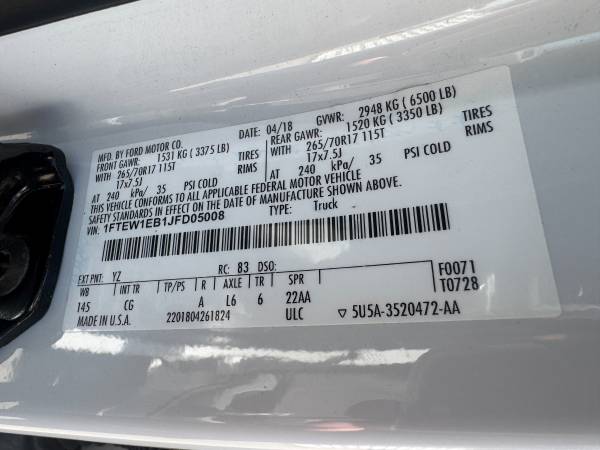 MFD. BY FORD MOTOR CO.
DATE: 04/18
GVWR: 2948 KG ( 6500 LB)
FRONT GAWR: 1531 KG ( 3375 LB)
REAR GAWR: 1520 KG ( 3350 LB)
WITH 265/70R17 115T TIRES
WITH 265/70R17 115T TIRES
17x7.5J RIMS
17x7.5J RIMS
AT 240 kPa/ 35 PSI COLD
AT 240 kPa/ 35 PSI COLD
THIS VEHICLE CONFORMS TO ALL APPLICABLE FEDERAL MOTOR VEHICLE
SAFETY STANDARDS IN EFFECT ON THE DATE OF MANUFACTURE SHOWN ABOVE.
VIN: 1FTEW1EB1JFD05008
TYPE: Truck
EXT PNT: YZ RC: 83 DSO: F0071
WB INT TR TP/PS R AXLE TR SPR T0728
145 CG A L6 6 22AA
MADE IN U.S.A. 2201804261824 ULC ▽ 5U5A-3520472-AA